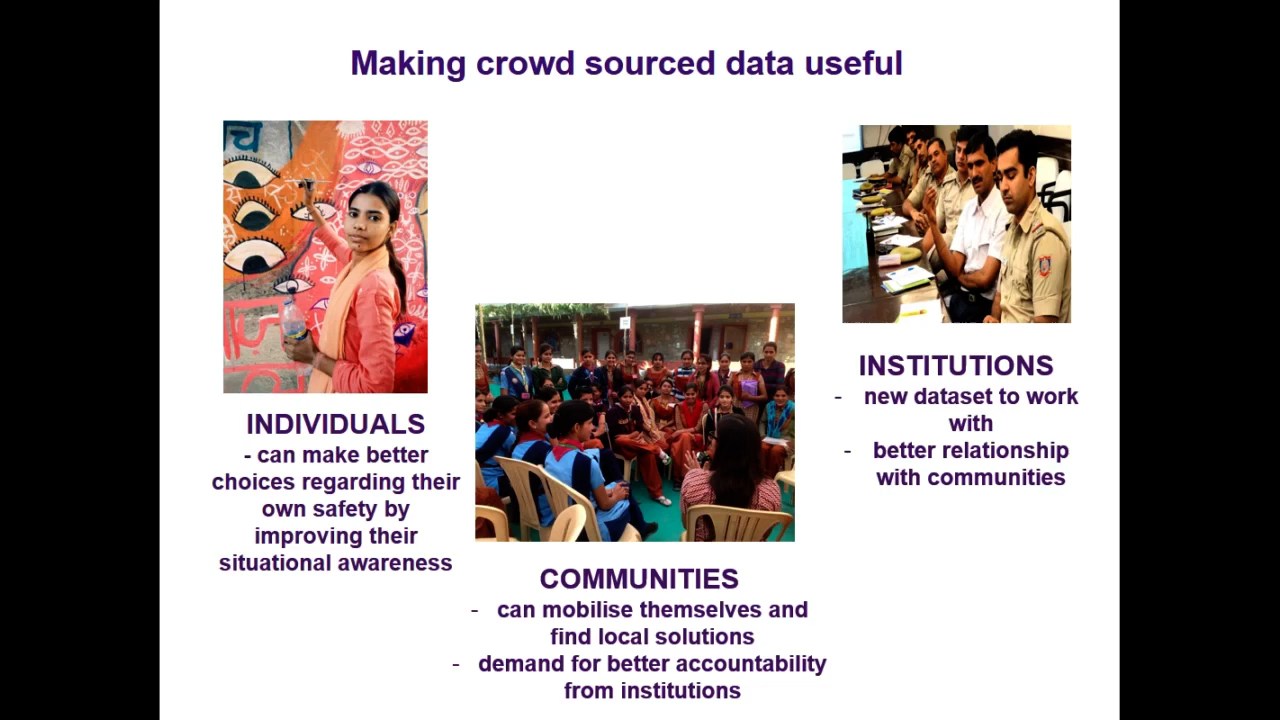 Making crowd sourced data useful
च
INDIVIDUALS
- can make better
choices regarding their
own safety by
improving their
situational awareness
COMMUNITIES
- can mobilise themselves and
find local solutions
- demand for better accountability
from institutions
INSTITUTIONS
- new dataset to work
with
- better relationship
with communities